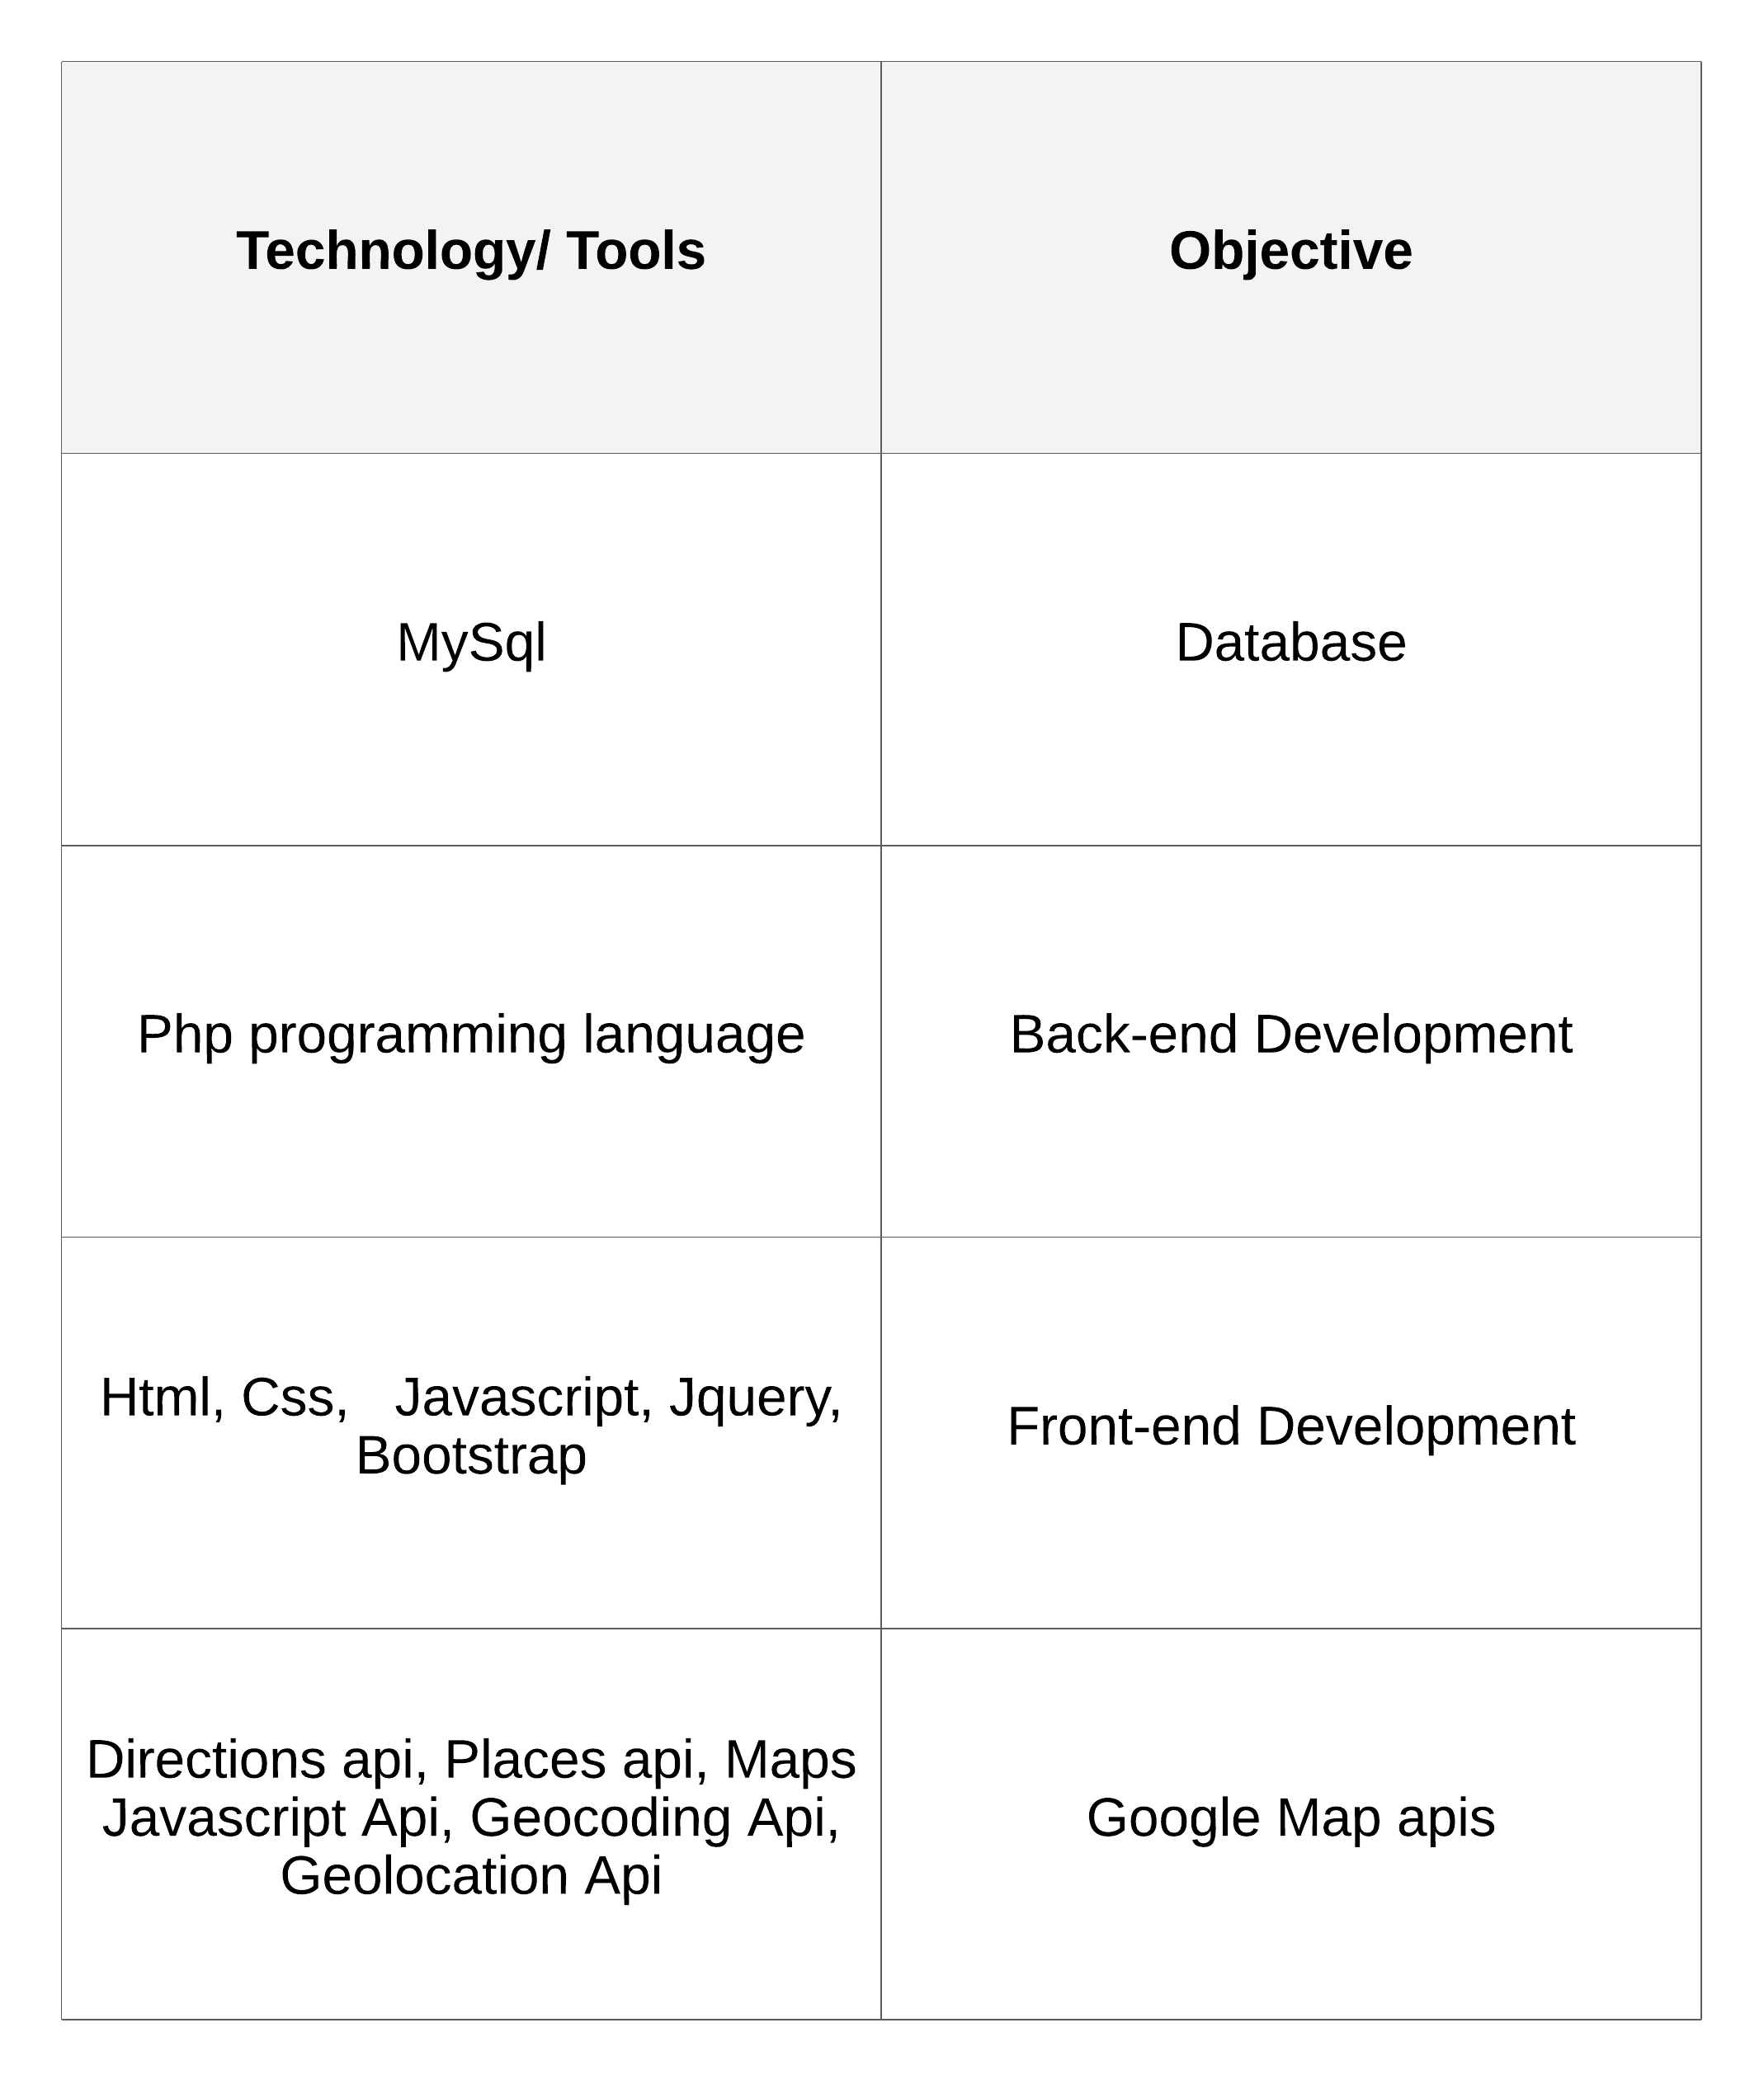 Technology/ Tools
Objective
MySql
Database
Php programming language
Back-end Development
Html, Css,   Javascript, Jquery,
Bootstrap
Front-end Development
Directions api, Places api, Maps
Javascript Api, Geocoding Api,
Geolocation Api
Google Map apis